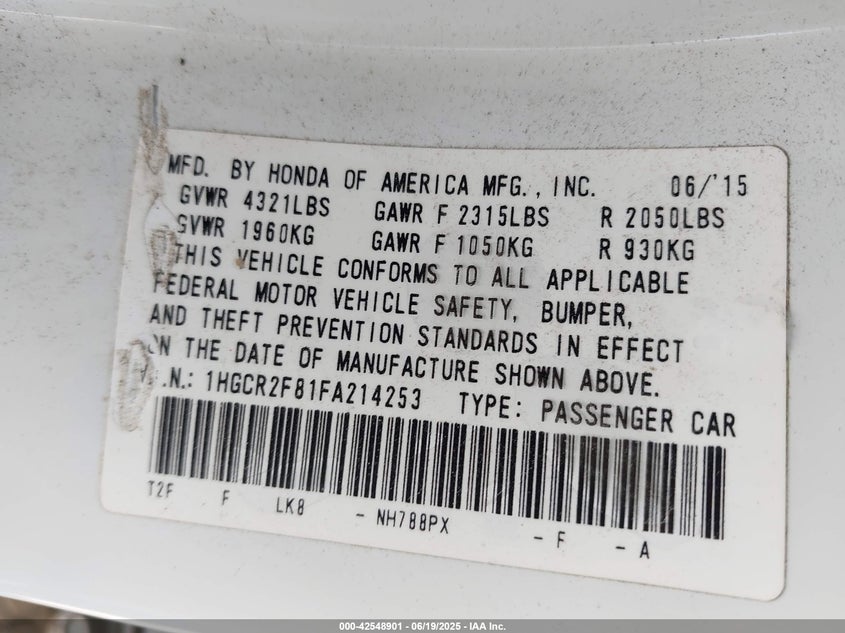 MFD. BY HONDA OF AMERICA MFG., INC. 06/'15
GVWR 4321LBS GAWR F 2315LBS R 2050LBS
GVWR 1960KG GAWR F 1050KG R 930KG
THIS VEHICLE CONFORMS TO ALL APPLICABLE
FEDERAL MOTOR VEHICLE SAFETY, BUMPER,
AND THEFT PREVENTION STANDARDS IN EFFECT
ON THE DATE OF MANUFACTURE SHOWN ABOVE.
V.I.N.: 1HGCR2F81FA214253 TYPE: PASSENGER CAR
T2F F LK8 - NH788PX - F - A
000-42548901 - 06/19/2025 - IAA Inc.